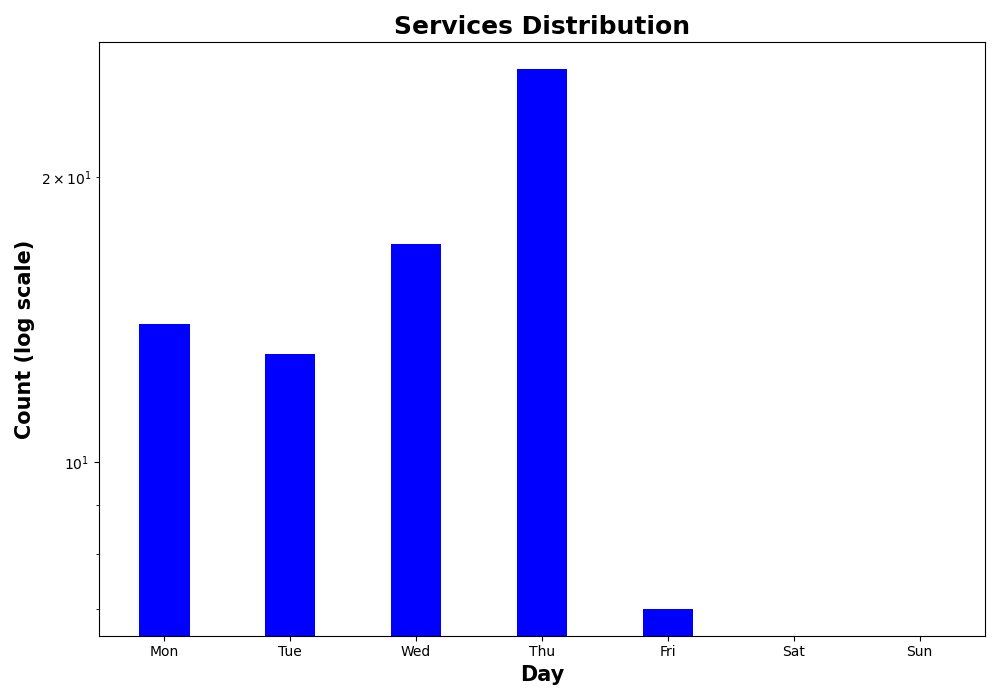 Services Distribution
Count (log scale)
2 × 10¹
10¹
Mon Tue Wed Thu Fri Sat Sun
Day